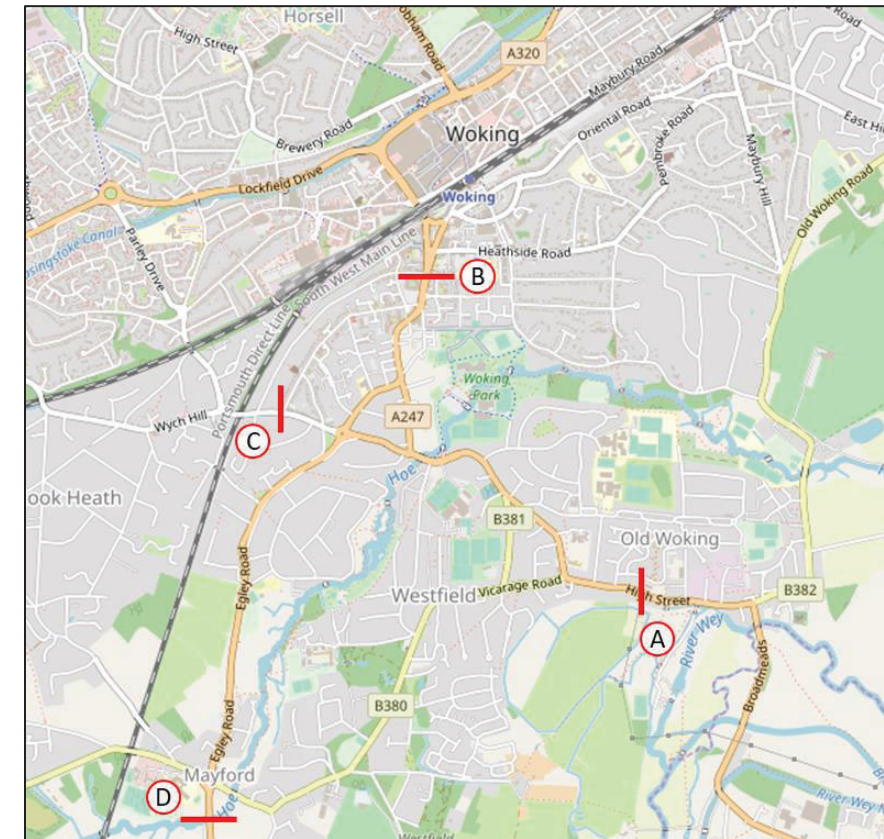 Horsell
High Street
obham Road
A320
Maybury Road
Brewery Road
Woking
Oriental Road
East Hi
Pembroke Road
Maybury Hill
Lockfield Drive
Woking
Old Woking Road
singstoke Canal
Parley Drive
South West Main Line
Heathside Road
B
Portsmouth Direct Line
Woking
Park
Wych Hill
A247
C
Hoe
ook Heath
B381
Old Woking
Egley Road
Westfield
Vicarage Road
High Street
B382
A
River Wey
Broadmeads
B380
Egley Road
Mayford
D
Hoe
River Wey
Westfield